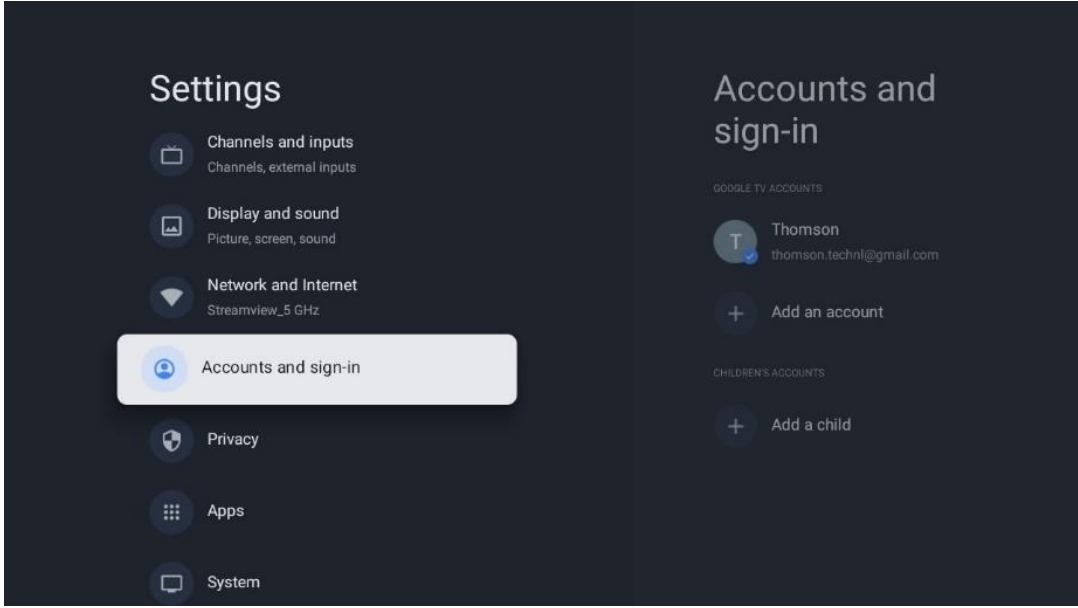 Settings
Channels and inputs
Channels, external inputs
Display and sound
Picture, screen, sound
Network and Internet
Streamview_5 GHz
Accounts and sign-in
Privacy
Apps
System
Accounts and
sign-in
GOOGLE TV ACCOUNTS
T
Thomson
thomson.technl@gmail.com
Add an account
CHILDREN'S ACCOUNTS
Add a child